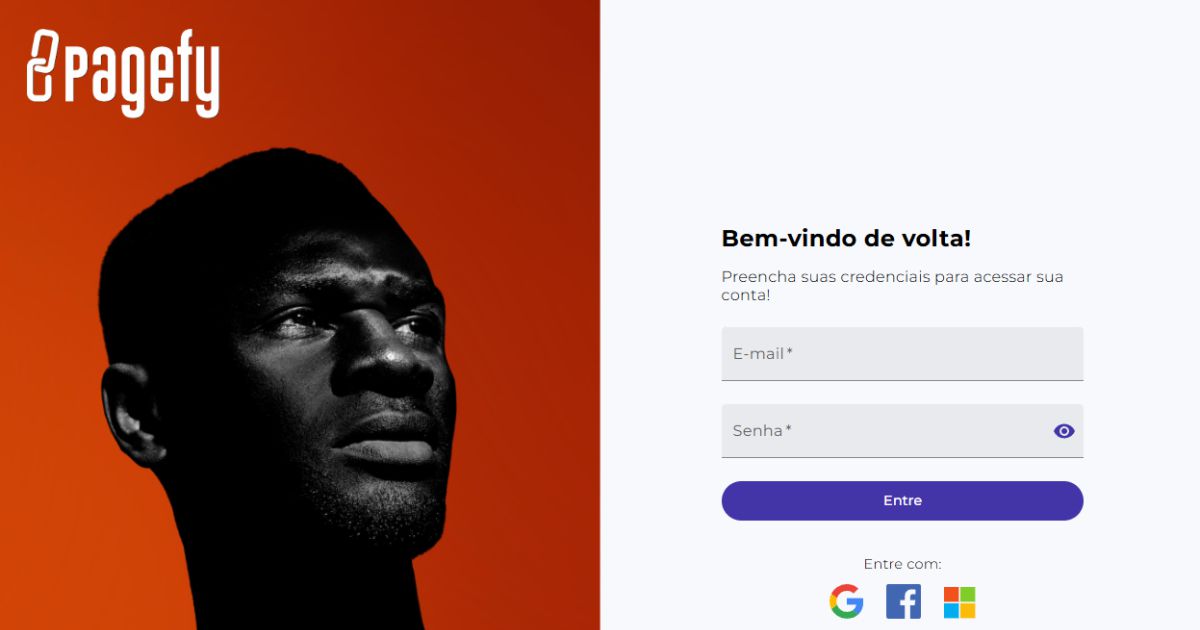 Pagefy
Bem-vindo de volta!
Preencha suas credenciais para acessar sua
conta!
E-mail *
Senha *
Entre
Entre com: